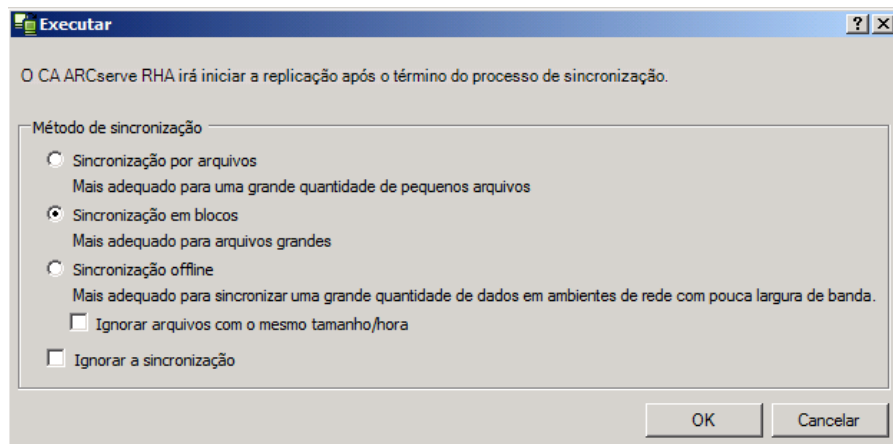 Executar
O CA ARCserve RHA irá iniciar a replicação após o término do processo de sincronização.
Método de sincronização
Sincronização por arquivos
Mais adequado para uma grande quantidade de pequenos arquivos
Sincronização em blocos
Mais adequado para arquivos grandes
Sincronização offline
Mais adequado para sincronizar uma grande quantidade de dados em ambientes de rede com pouca largura de banda.
Ignorar arquivos com o mesmo tamanho/hora
Ignorar a sincronização
OK Cancelar